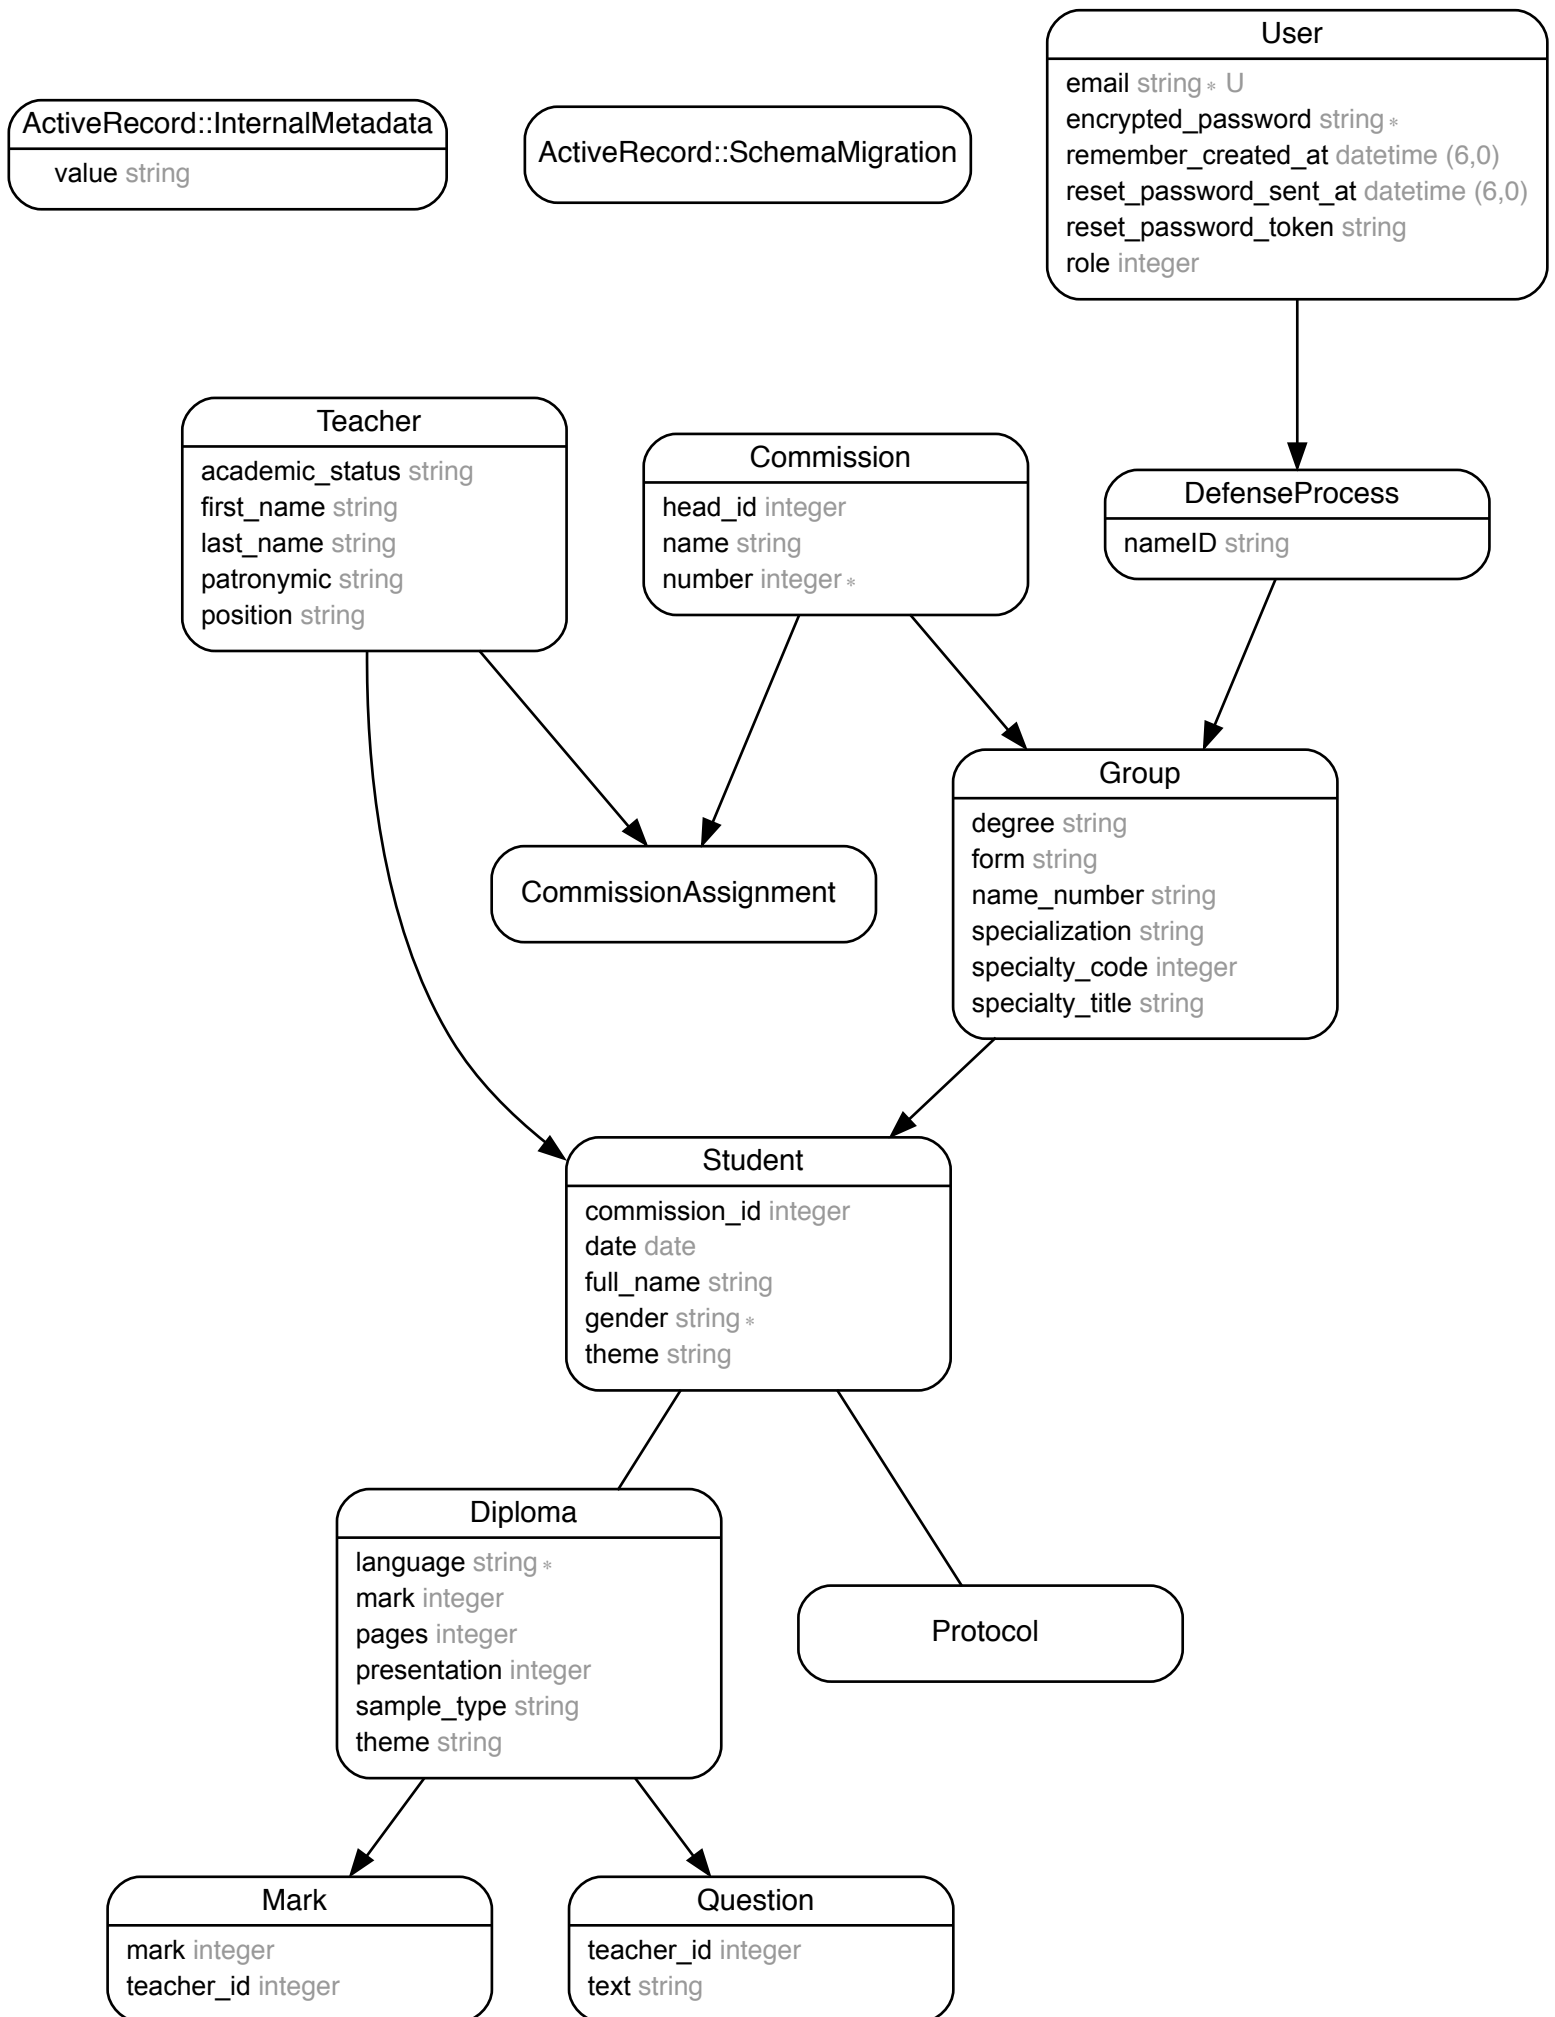 User
email string* U
encrypted_password string*
remember_created_at datetime (6,0)
reset_password_sent_at datetime (6,0)
reset_password_token string
role integer
ActiveRecord::InternalMetadata
value string
ActiveRecord::SchemaMigration
Teacher
academic_status string
first_name string
last_name string
patronymic string
position string
Commission
head_id integer
name string
number integer*
DefenseProcess
nameID string
Group
degree string
form string
name_number string
specialization string
specialty_code integer
specialty_title string
CommissionAssignment
Student
commission_id integer
date date
full_name string
gender string*
theme string
Diploma
language string*
mark integer
pages integer
presentation integer
sample_type string
theme string
Protocol
Mark
mark integer
teacher_id integer
Question
teacher_id integer
text string